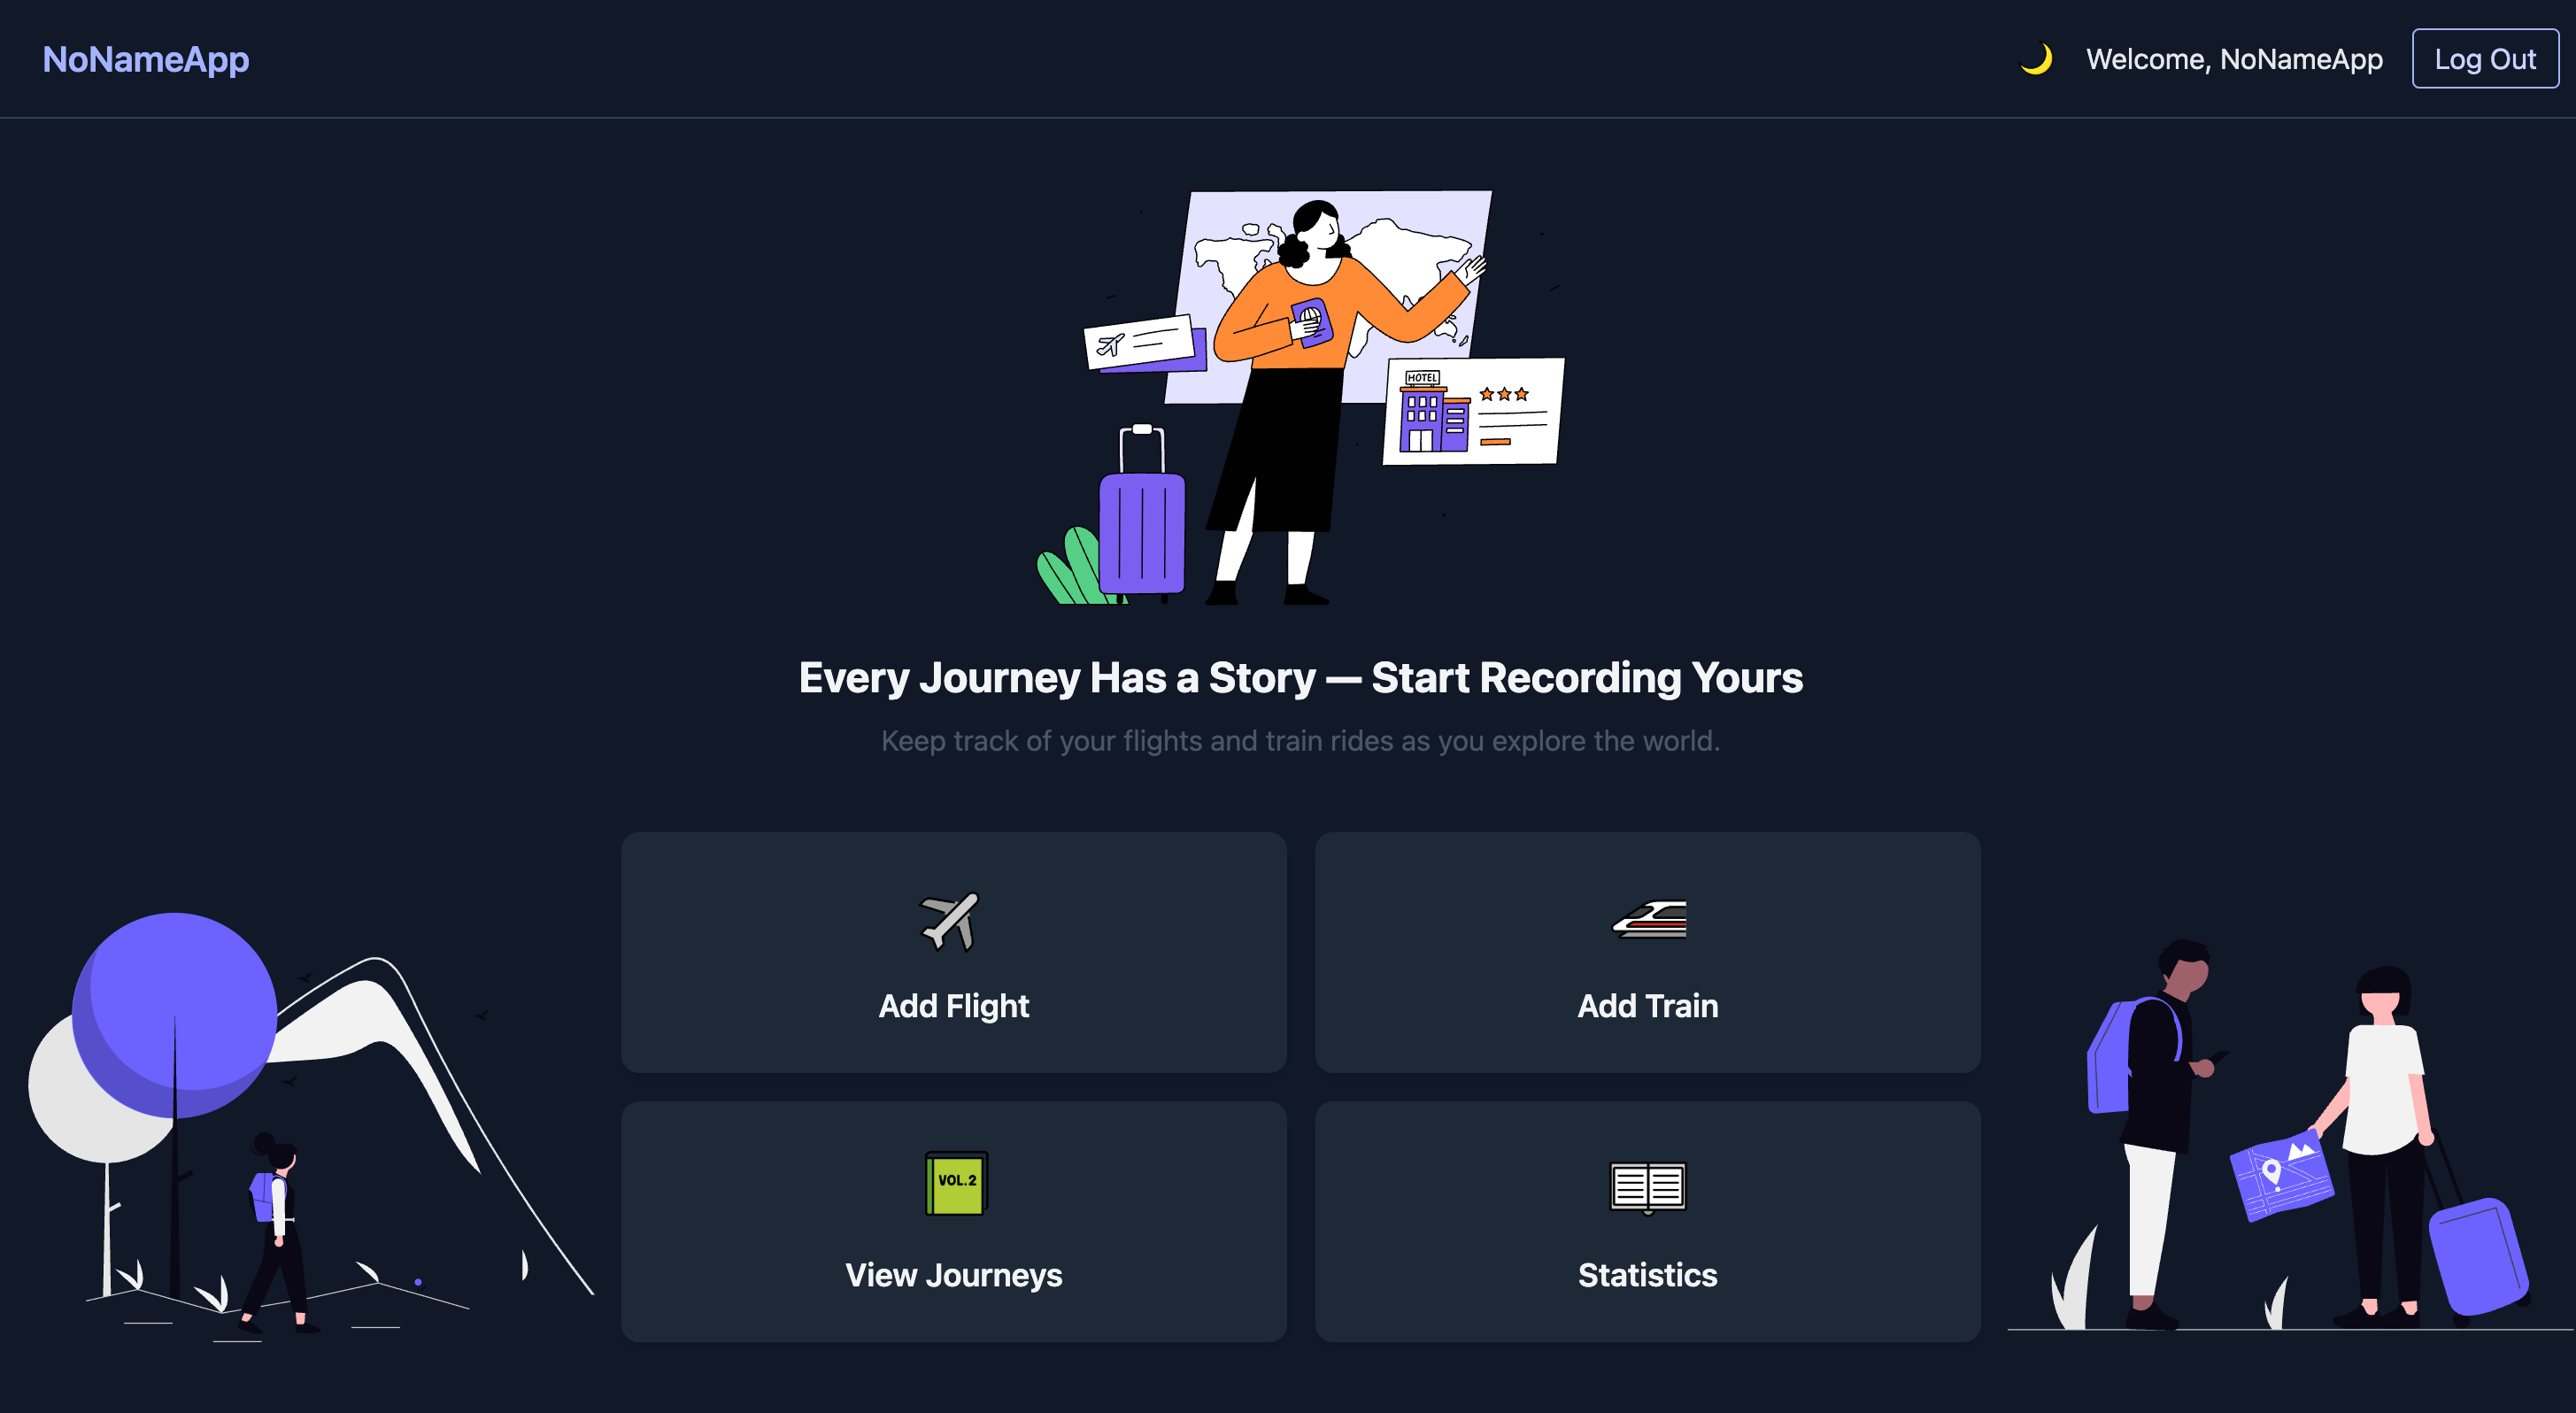 NoNameApp
Welcome, NoNameApp
Log Out
HOTEL
Every Journey Has a Story — Start Recording Yours
Keep track of your flights and train rides as you explore the world.
Add Flight
Add Train
VOL.2
View Journeys
Statistics